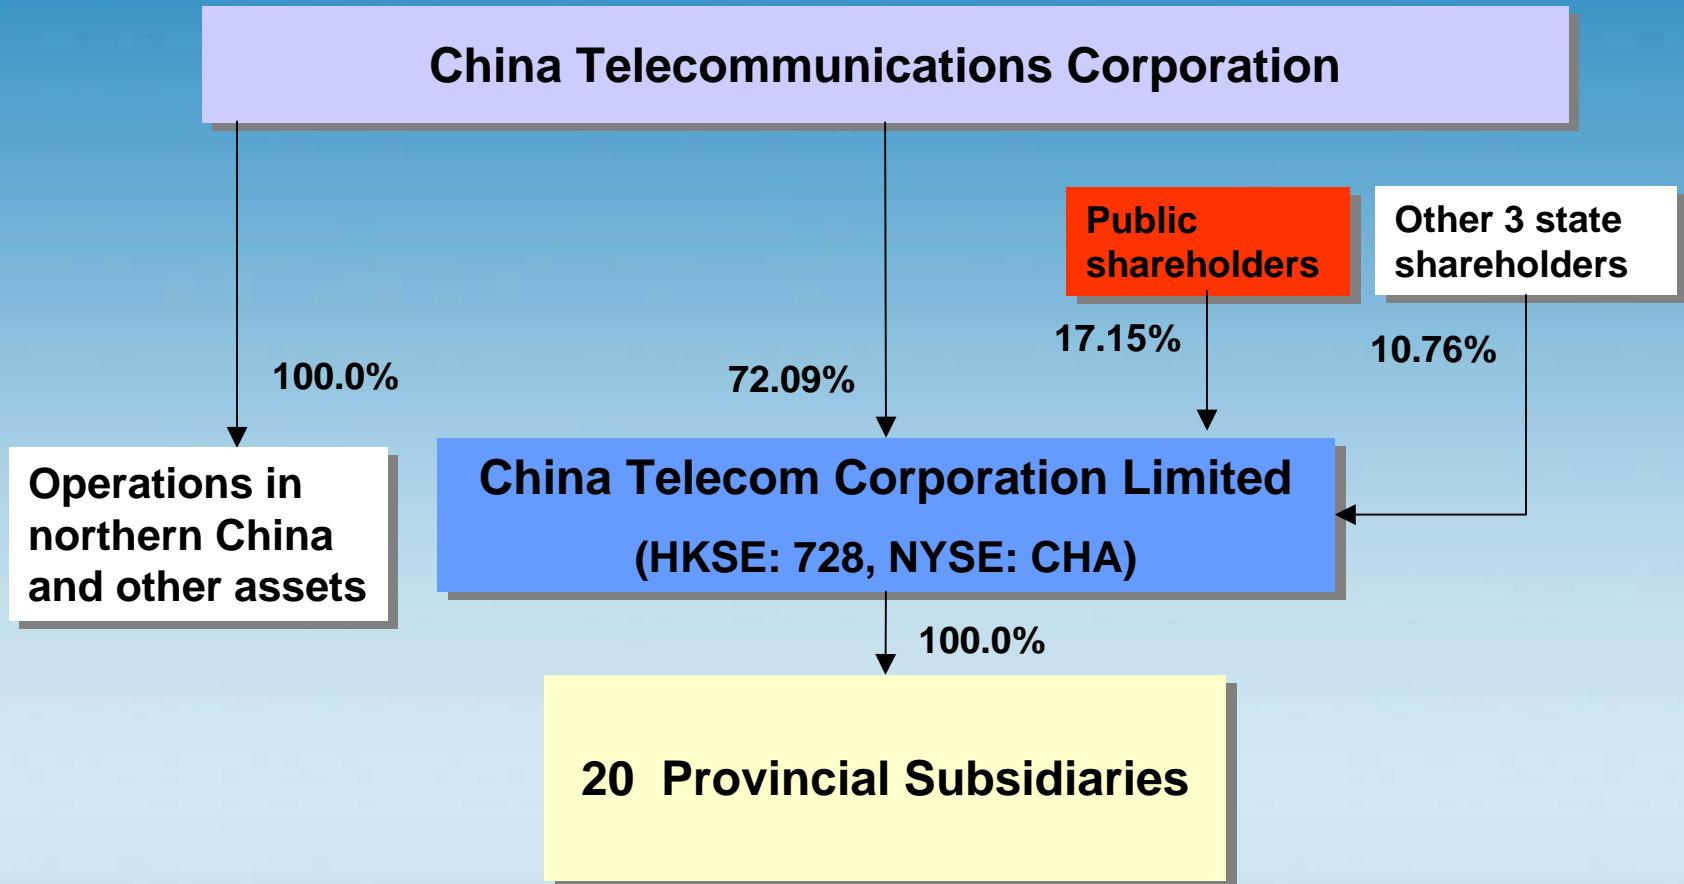 China Telecommunications Corporation
Public
shareholders
Other 3 state
shareholders
17.15%
10.76%
100.0%
72.09%
Operations in
northern China
and other assets
China Telecom Corporation Limited
(HKSE: 728, NYSE: CHA)
100.0%
20 Provincial Subsidiaries